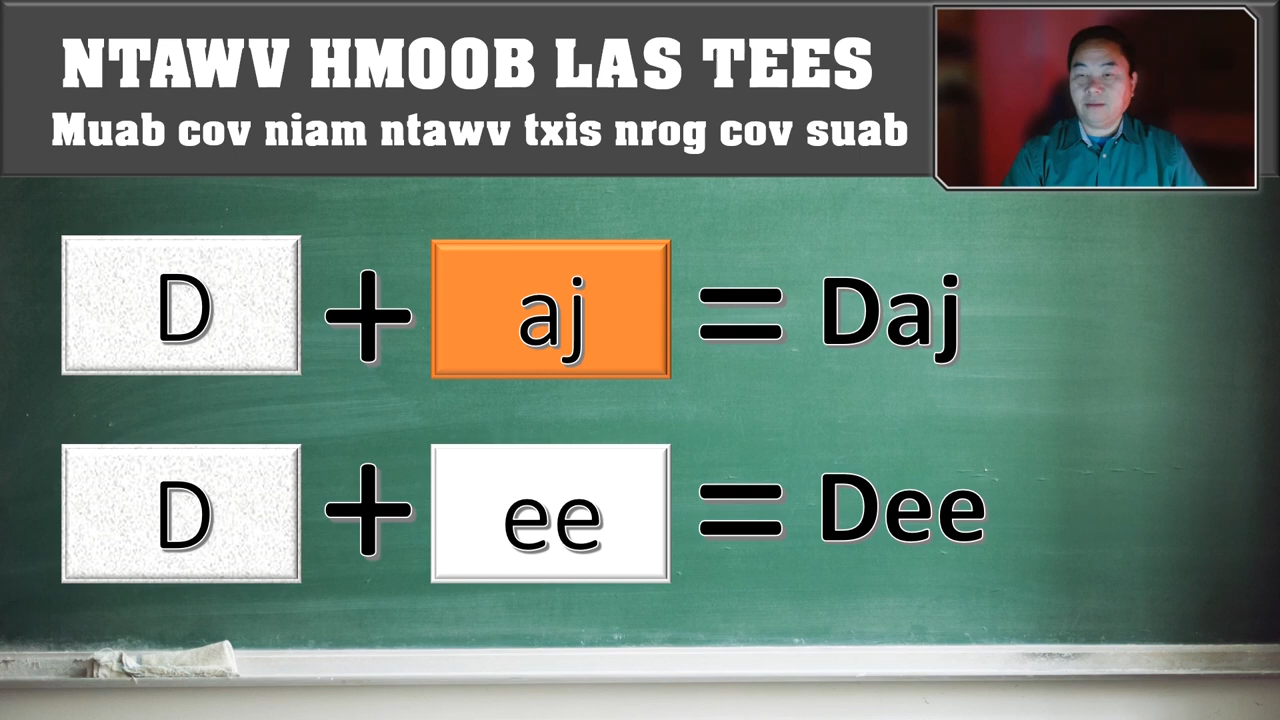 NTAWV HMOOB LAS TEES
Muab cov niam ntawv txis nrog cov suab
D + aj = Daj
D + ee = Dee